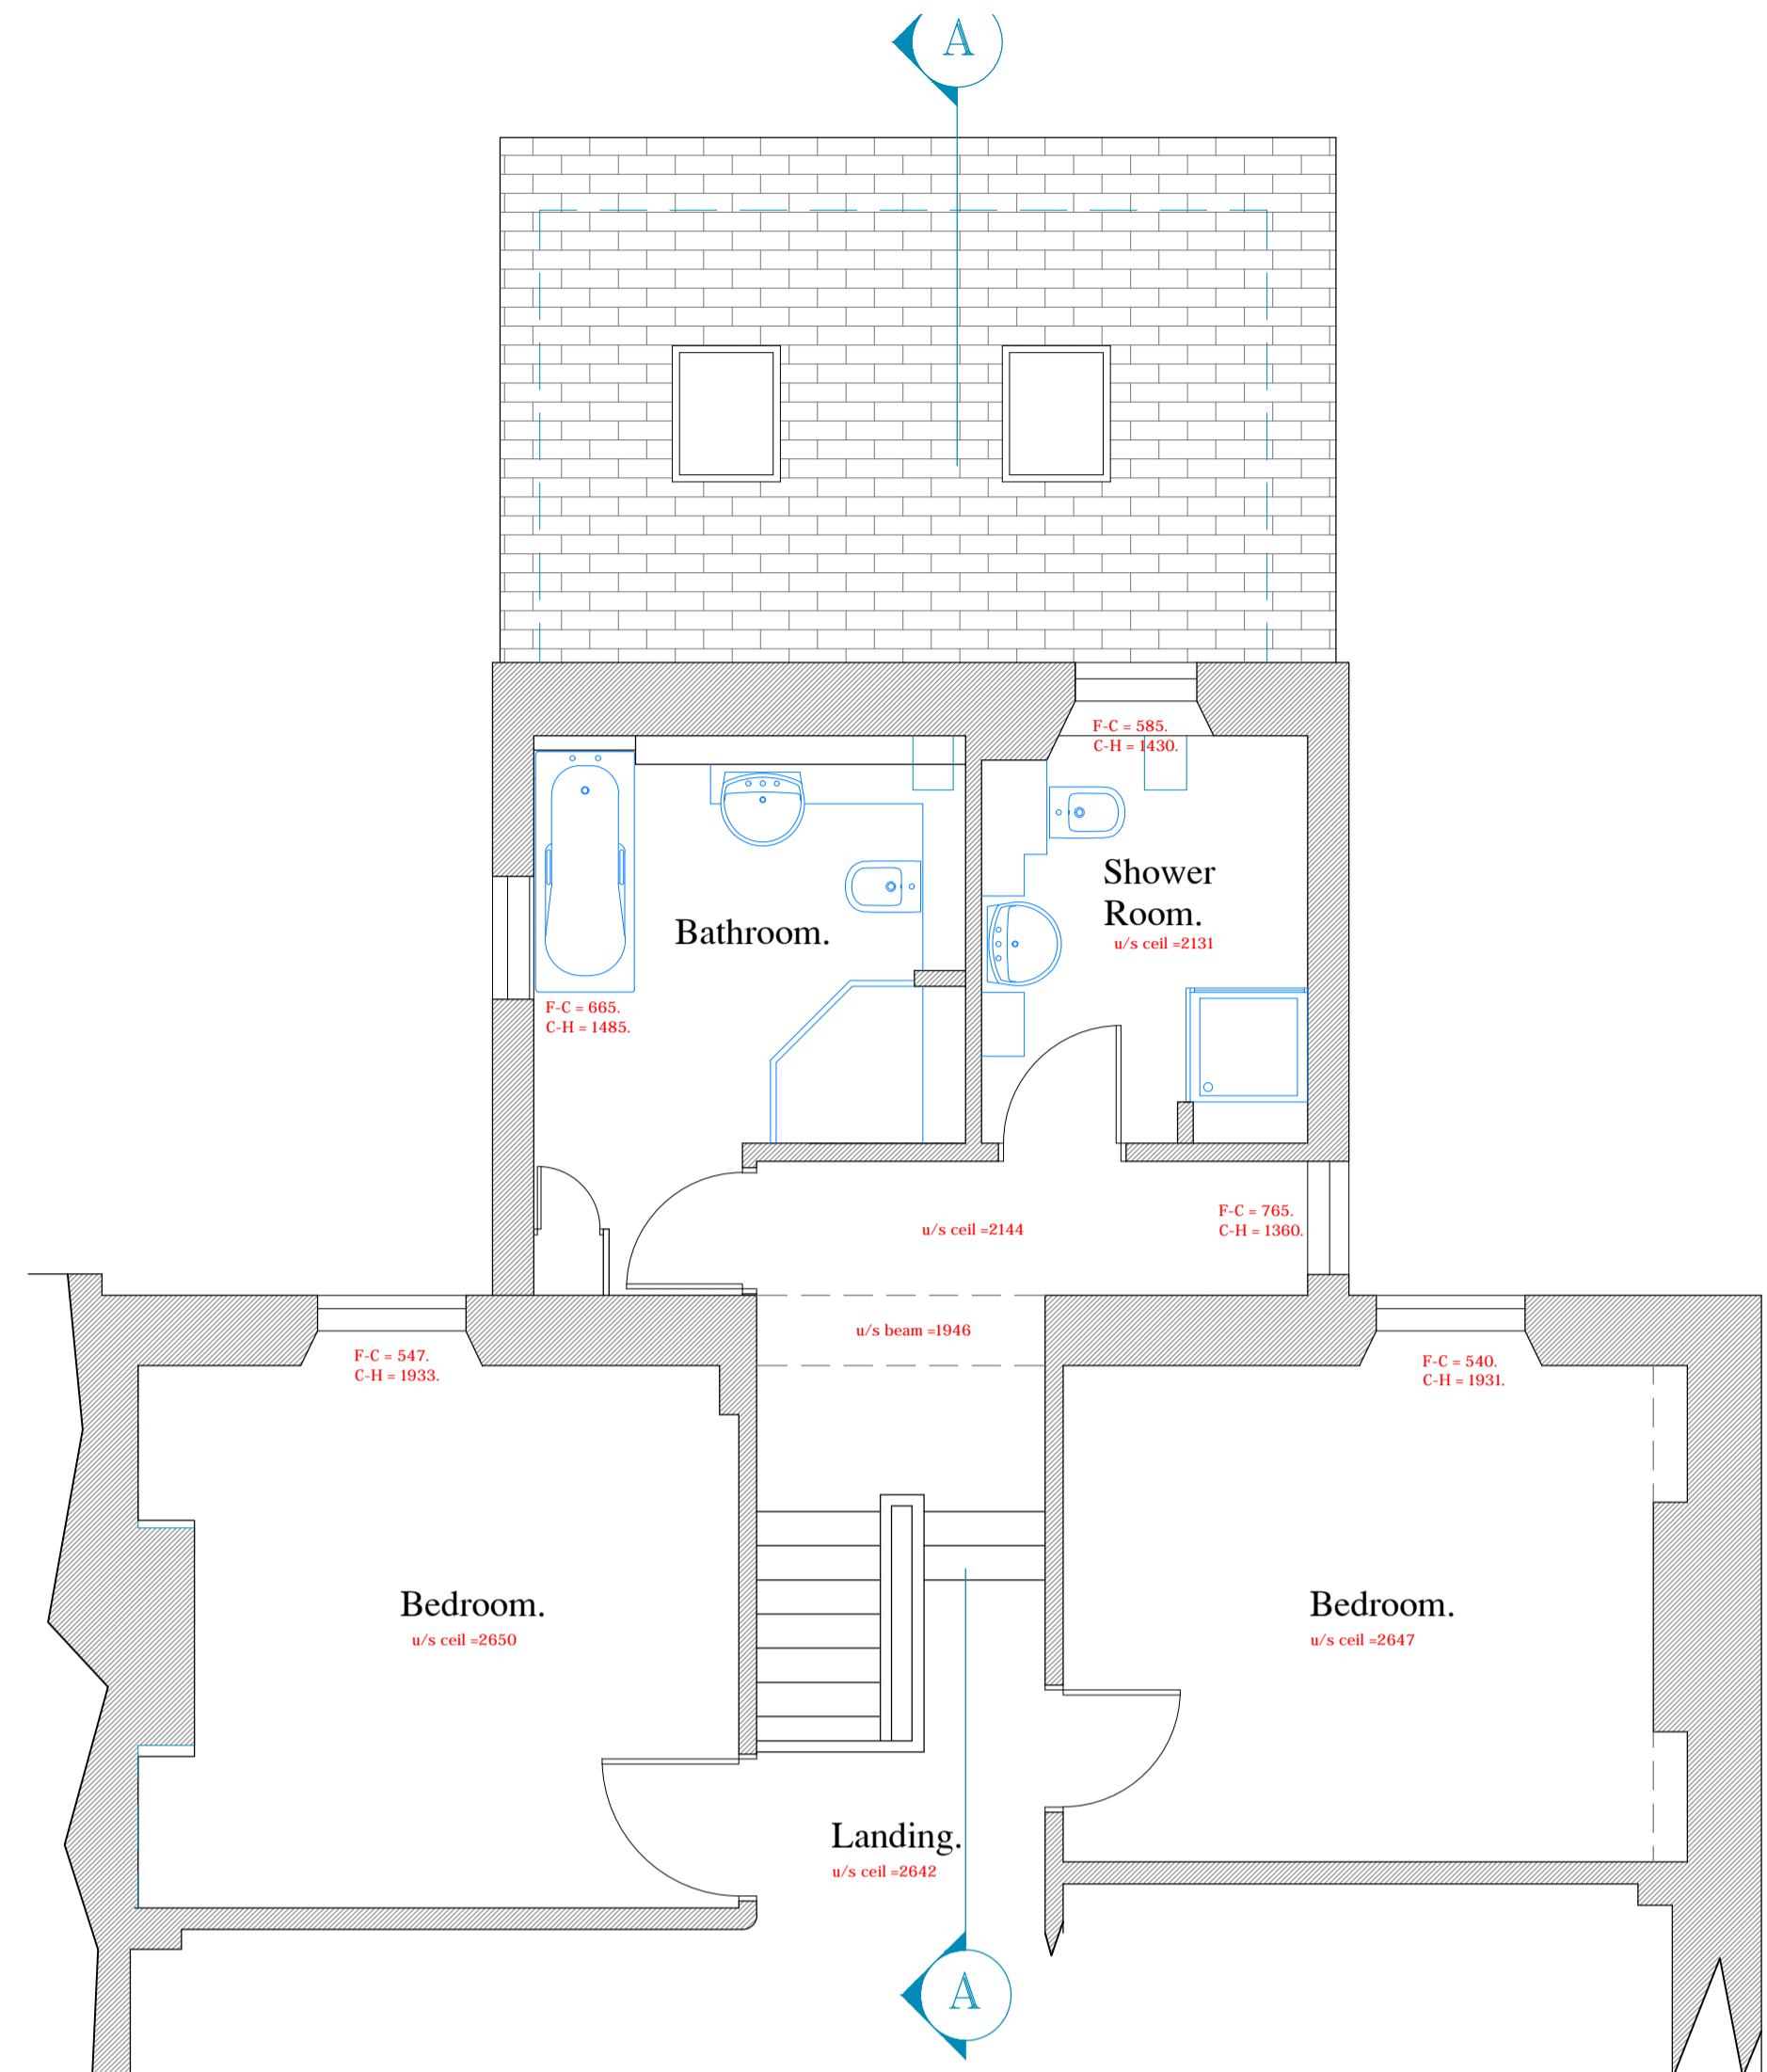 A
F-C = 585.
C-H = 1430.
Shower
Room.
u/s ceil =2131
Bathroom.
F-C = 665.
C-H = 1485.
F-C = 765.
C-H = 1360.
u/s ceil =2144
u/s beam =1946
F-C = 547.
C-H = 1933.
F-C = 540.
C-H = 1931.
Bedroom.
u/s ceil =2650
Bedroom.
u/s ceil =2647
Landing.
u/s ceil =2642
A